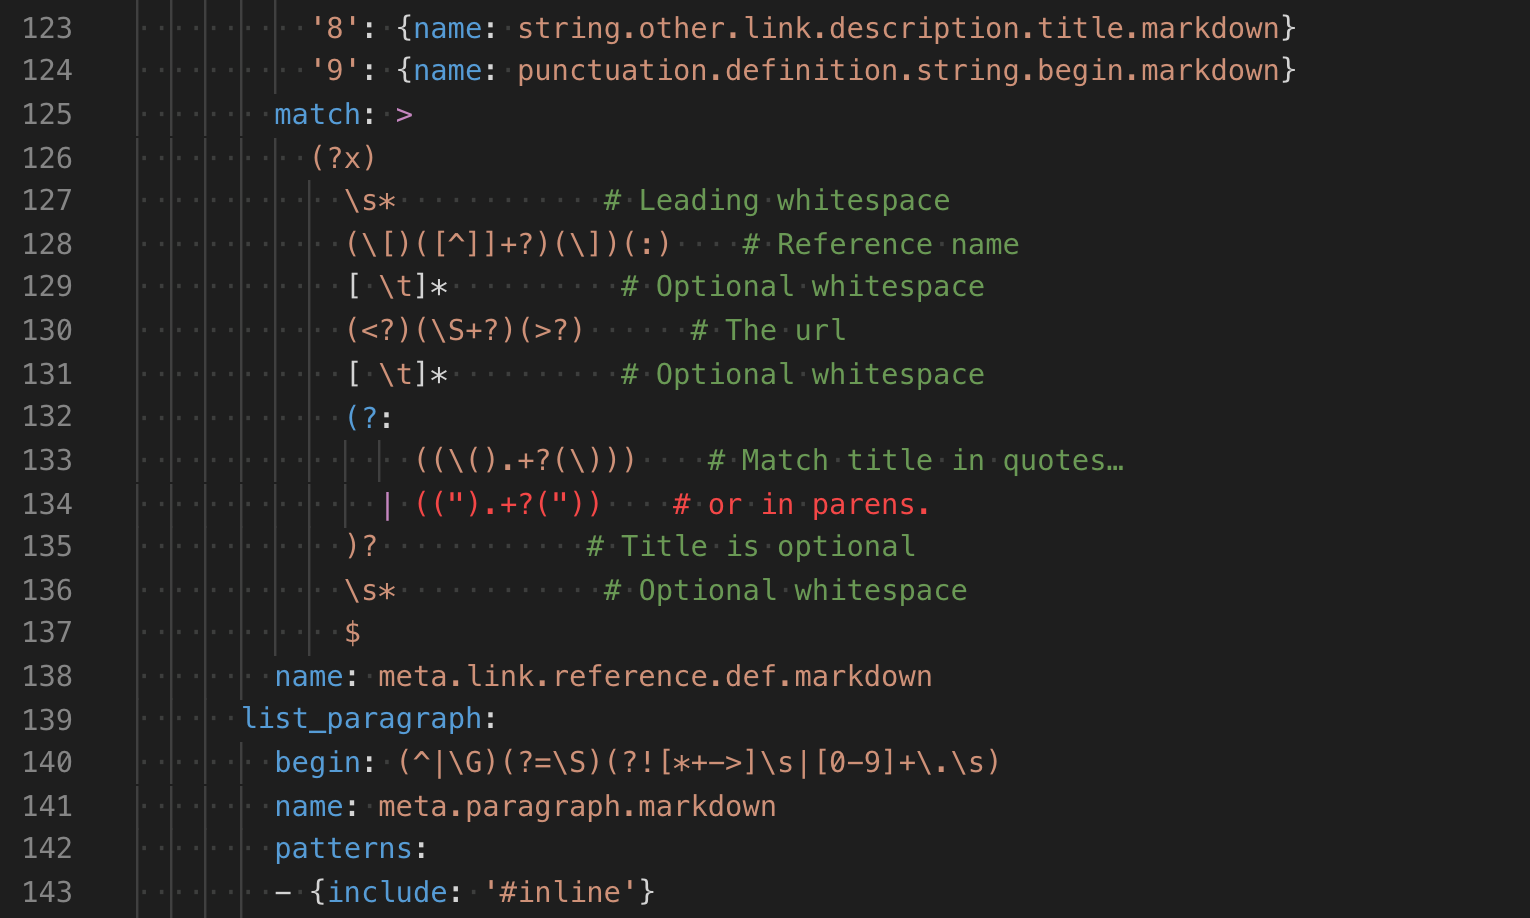 123 '8': {name: string.other.link.description.title.markdown}
124 '9': {name: punctuation.definition.string.begin.markdown}
125 match: >
126 (?x)
127 \s* # Leading whitespace
128 (\[)([^]]+?)(\])(:) # Reference name
129 [ \t]* # Optional whitespace
130 (<?)(\S+?)(>?) # The url
131 [ \t]* # Optional whitespace
132 (?:
133 ((\().+?(\))) # Match title in quotes…
134 | ((").+?(")) # or in parens.
135 )? # Title is optional
136 \s* # Optional whitespace
137 $
138 name: meta.link.reference.def.markdown
139 list_paragraph:
140 begin: (^|\G)(?=\S)(?![*+->]\s|[0-9]+\.\s)
141 name: meta.paragraph.markdown
142 patterns:
143 - {include: '#inline'}